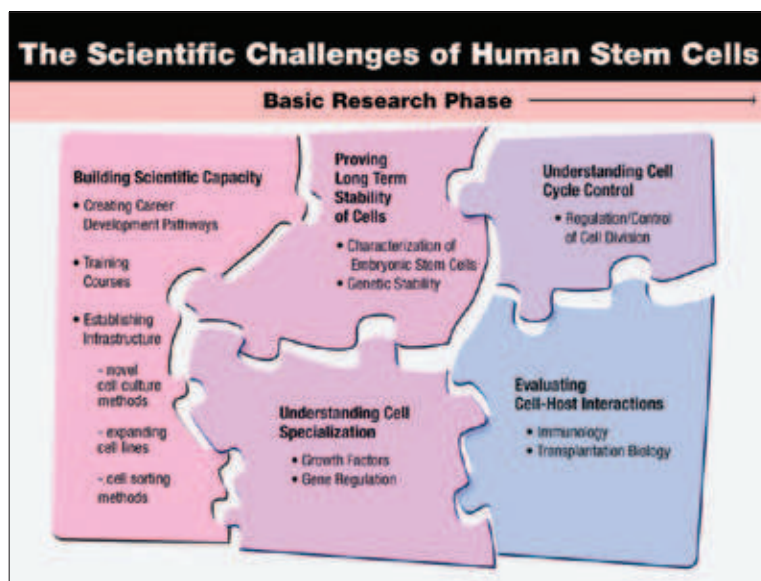 The Scientific Challenges of Human Stem Cells
Basic Research Phase
Building Scientific Capacity
• Creating Career
Development Pathways
• Training
Courses
• Establishing
Infrastructure
- novel
cell culture
methods
- expanding
cell lines
- cell sorting
methods
Proving
Long Term
Stability
of Cells
• Characterization of
Embryonic Stem Cells
• Genetic Stability
Understanding Cell
Cycle Control
• Regulation/Control
of Cell Division
Understanding Cell
Specialization
• Growth Factors
• Gene Regulation
Evaluating
Cell-Host Interactions
• Immunology
• Transplantation Biology